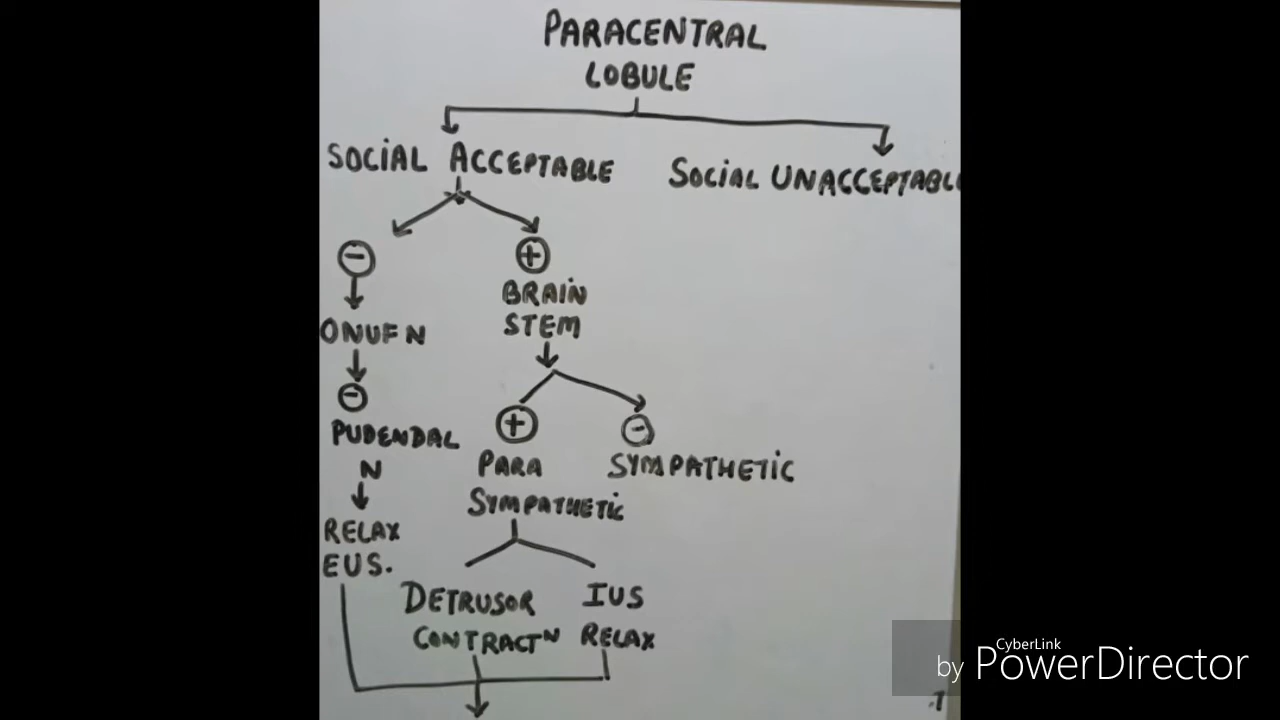 PARACENTRAL
LOBULE
SOCIAL ACCEPTABLE
SOCIAL UNACCEPTABLE
−
+
BRAIN
STEM
ONUF N
−
PUDENDAL
N
RELAX
EUS.
+
−
PARA
SYMPATHETIC
SYMPATHETIC
DETRUSOR
CONTRACTN
IUS
RELAX
CyberLink
by PowerDirector